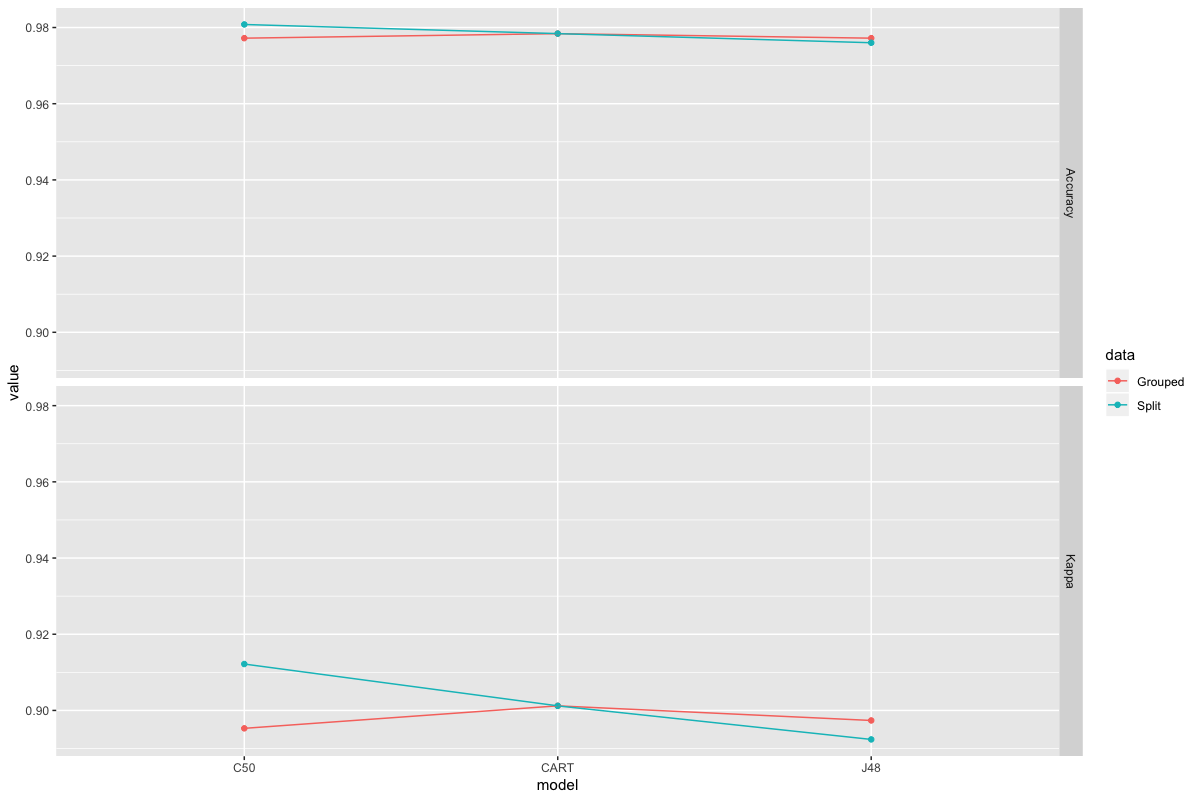 0.98
0.96
0.94
0.92
0.90
Accuracy
value
0.98
0.96
0.94
0.92
0.90
Kappa
C50 CART J48
model
data
Grouped
Split